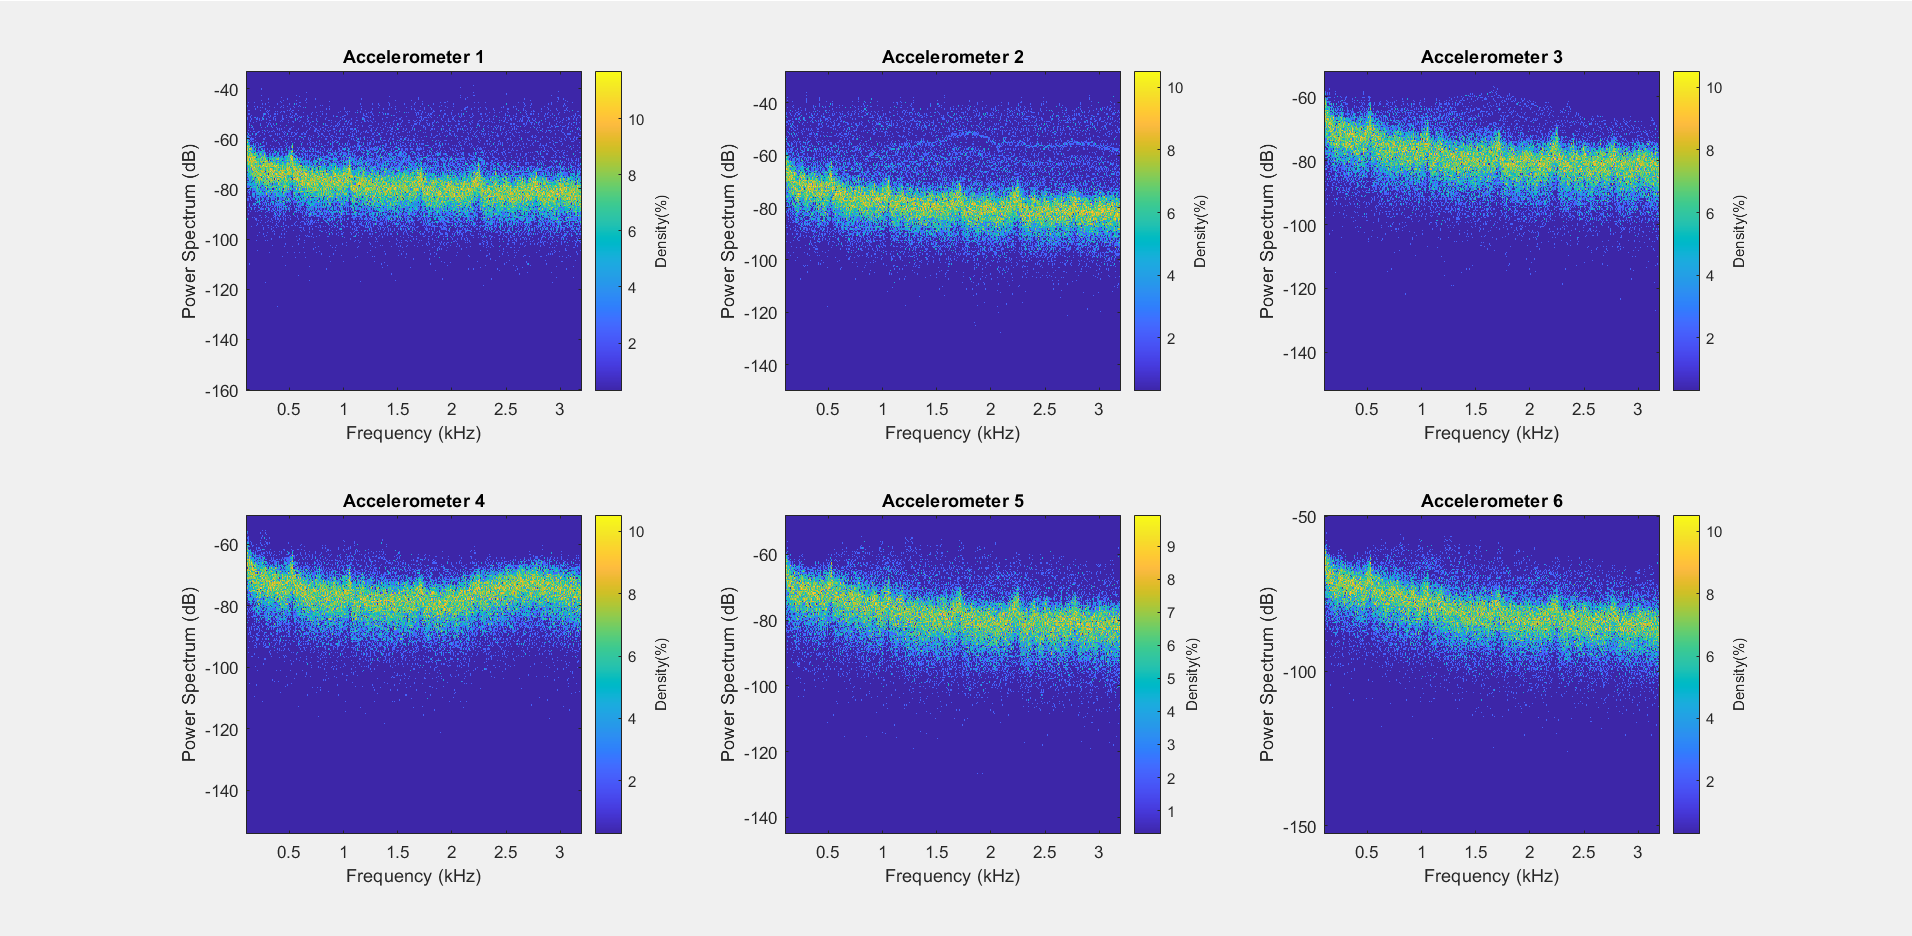 Accelerometer 1
-40
-60
-80
-100
-120
-140
-160
Power Spectrum (dB)
0.5 1 1.5 2 2.5 3
Frequency (kHz)
10
8
6
4
2
Density(%)
Accelerometer 2
-40
-60
-80
-100
-120
-140
Power Spectrum (dB)
0.5 1 1.5 2 2.5 3
Frequency (kHz)
10
8
6
4
2
Density(%)
Accelerometer 3
-60
-80
-100
-120
-140
Power Spectrum (dB)
0.5 1 1.5 2 2.5 3
Frequency (kHz)
10
8
6
4
2
Density(%)
Accelerometer 4
-60
-80
-100
-120
-140
Power Spectrum (dB)
0.5 1 1.5 2 2.5 3
Frequency (kHz)
10
8
6
4
2
Density(%)
Accelerometer 5
-60
-80
-100
-120
-140
Power Spectrum (dB)
0.5 1 1.5 2 2.5 3
Frequency (kHz)
9
8
7
6
5
4
3
2
1
Density(%)
Accelerometer 6
-50
-100
-150
Power Spectrum (dB)
0.5 1 1.5 2 2.5 3
Frequency (kHz)
10
8
6
4
2
Density(%)